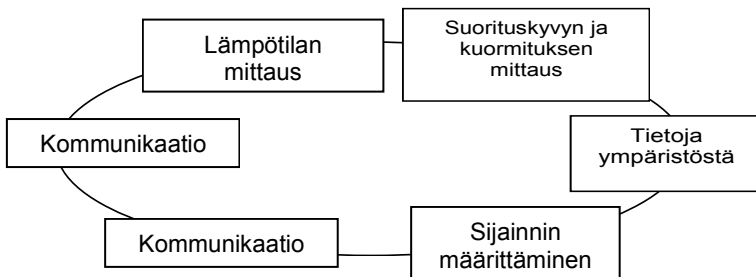 Lämpötilan
mittaus
Suorituskyvyn ja
kuormituksen
mittaus
Kommunikaatio
Tietoja
ympäristöstä
Kommunikaatio
Sijainnin
määrittäminen